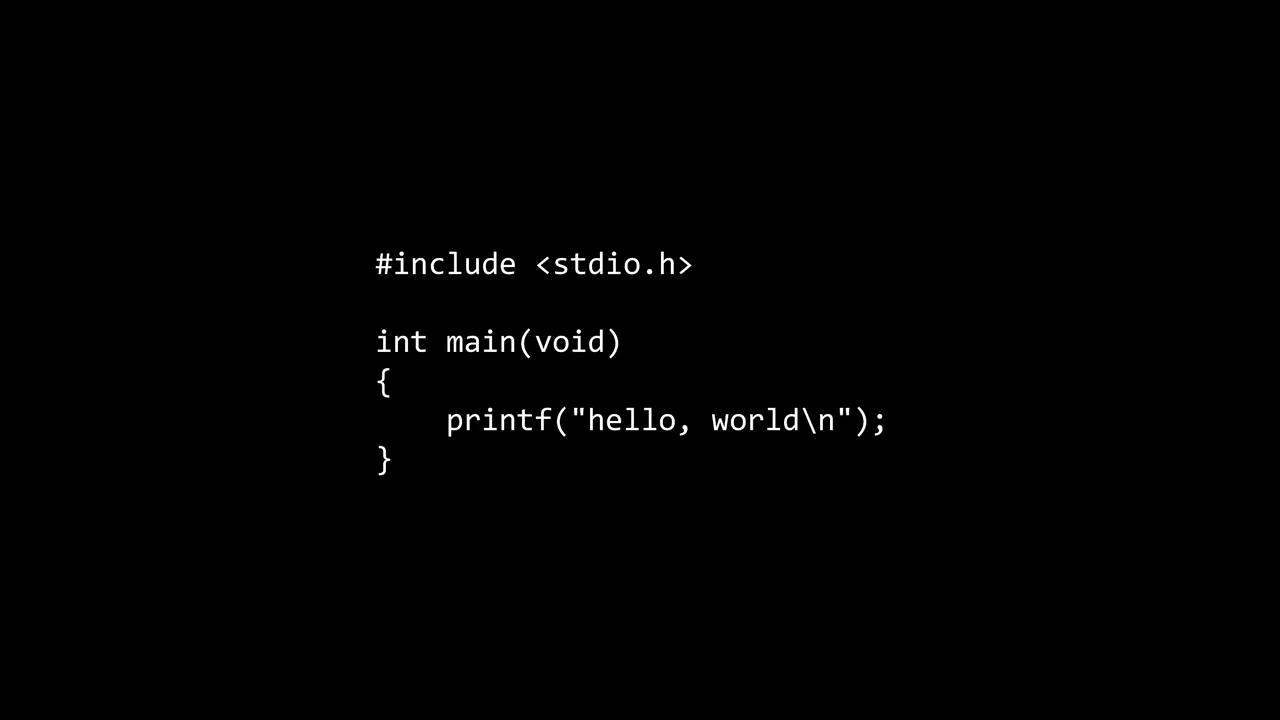 #include <stdio.h>

int main(void)
{
    printf("hello, world\n");
}